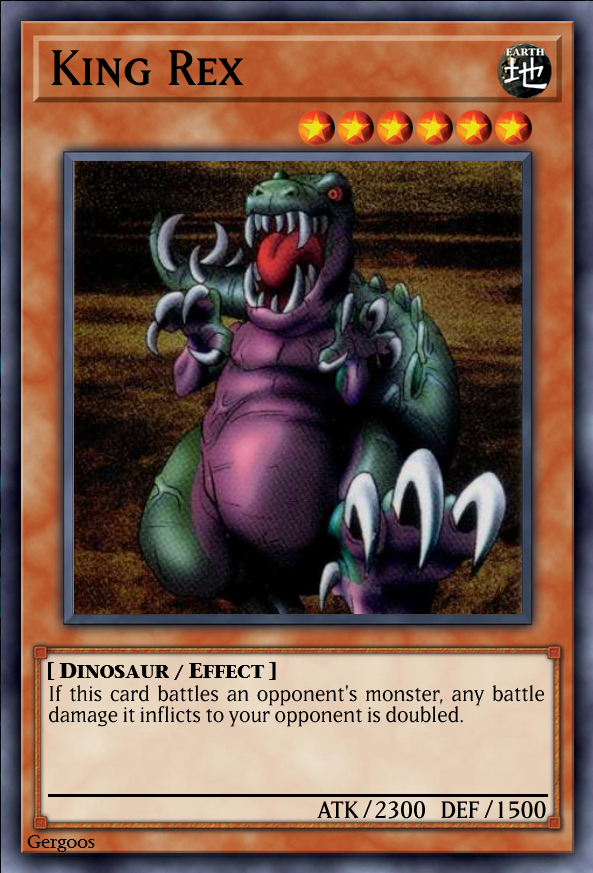 King Rex
EARTH
地
[ Dinosaur / Effect ]
If this card battles an opponent's monster, any battle
damage it inflicts to your opponent is doubled.
ATK/2300 DEF/1500
Gergoos